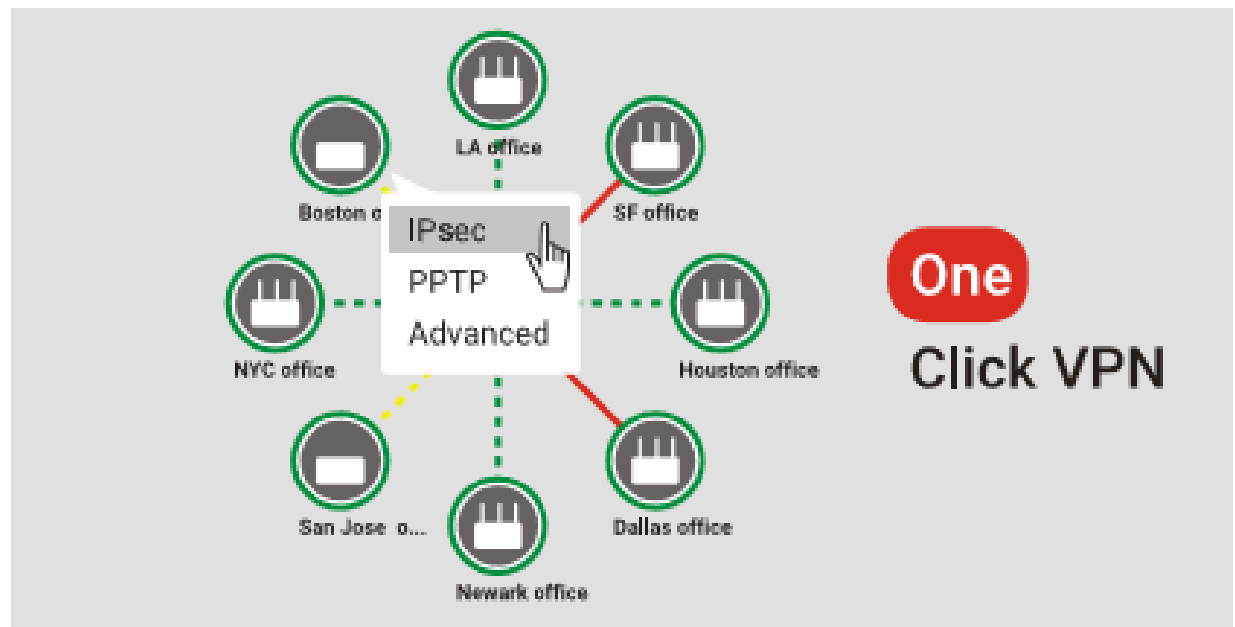 LA office
Boston o
SF office
IPsec
PPTP
Advanced
NYC office
Houston office
San Jose o...
Dallas office
Newark office
One
Click VPN